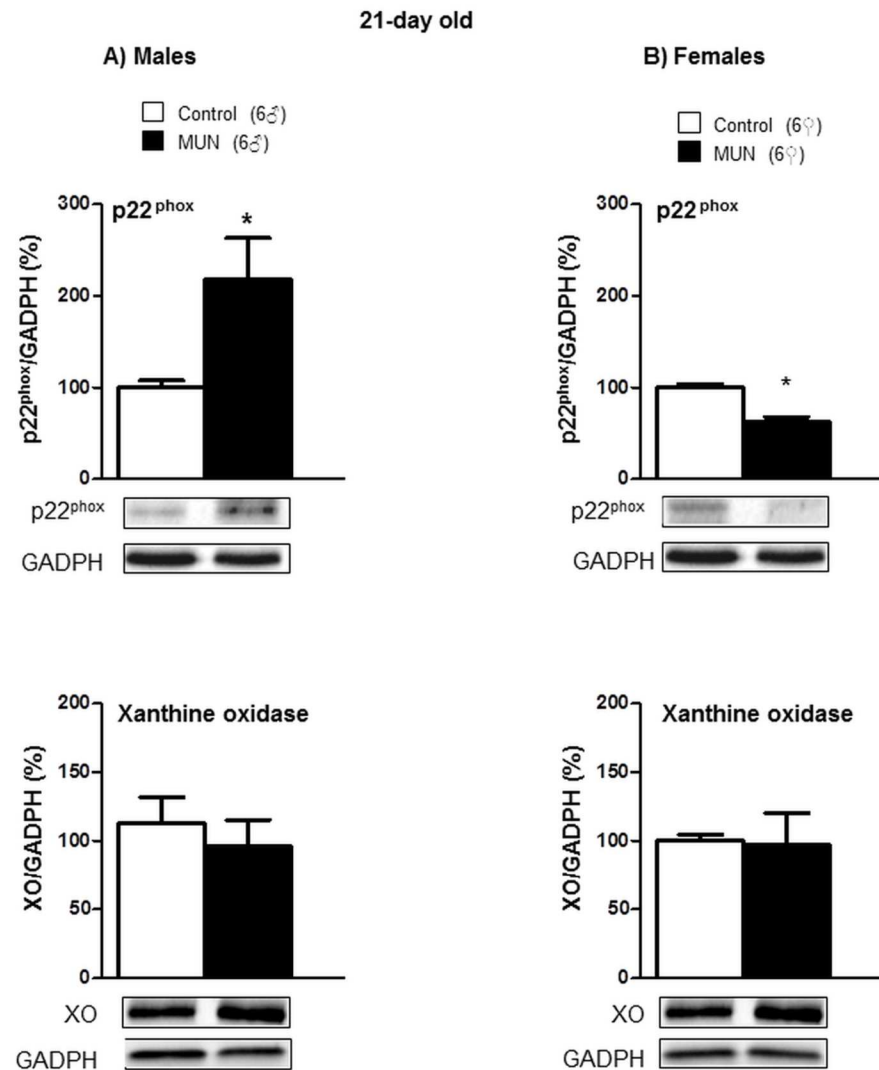 21-day old
A) Males
Control (6♂)
MUN (6♂)
p22phox
p22phox/GADPH (%)
300
200
100
0
*
p22phox
GADPH
B) Females
Control (6♀)
MUN (6♀)
p22phox
p22phox/GADPH (%)
300
200
100
0
*
p22phox
GADPH
Xanthine oxidase
XO/GADPH (%)
200
150
100
50
0
XO
GADPH
Xanthine oxidase
XO/GADPH (%)
200
150
100
50
0
XO
GADPH